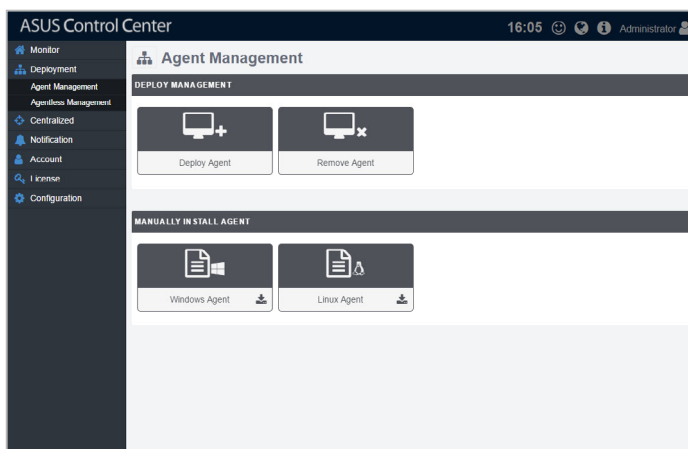 ASUS Control Center
16:05 Administrator
Monitor
Deployment
Agent Management
Agentless Management
Centralized
Notification
Account
License
Configuration
Agent Management
DEPLOY MANAGEMENT
Deploy Agent
Remove Agent
MANUALLY INSTALL AGENT
Windows Agent
Linux Agent